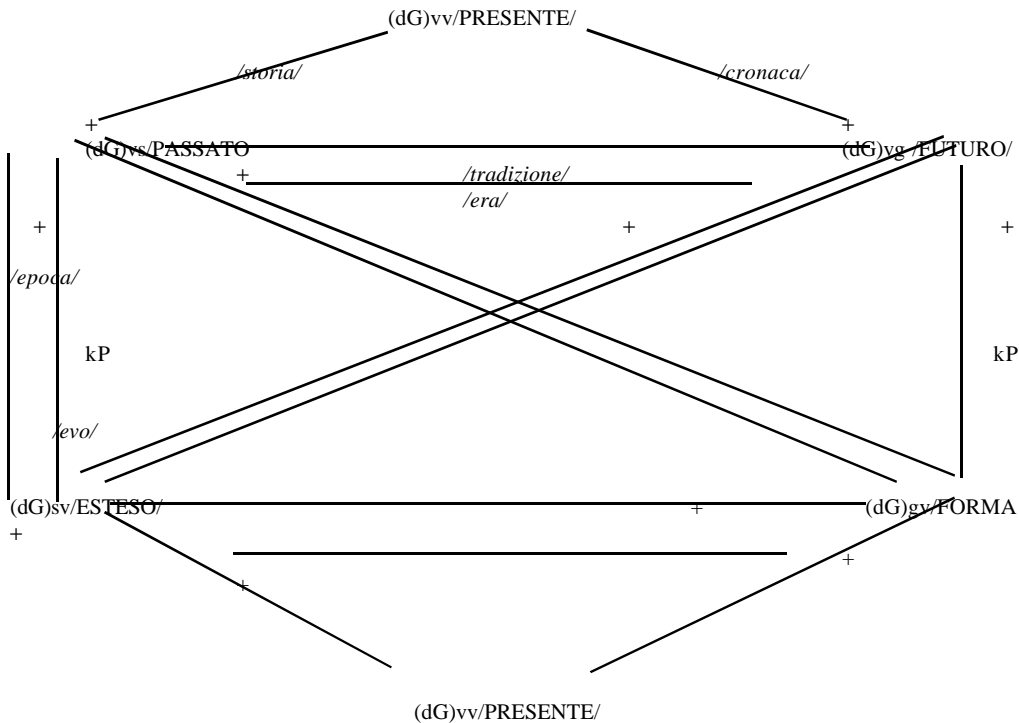 (dG)vv/PRESENTE/
/storia/ /cronaca/
+ +
(dG)vs/PASSATO (dG)vg /FUTURO/
+ /tradizione/
/era/
+ + +
/epoca/
kP kP
/evo/
(dG)sv/ESTESO/ + (dG)gv/FORMA
+
+
+
(dG)vv/PRESENTE/